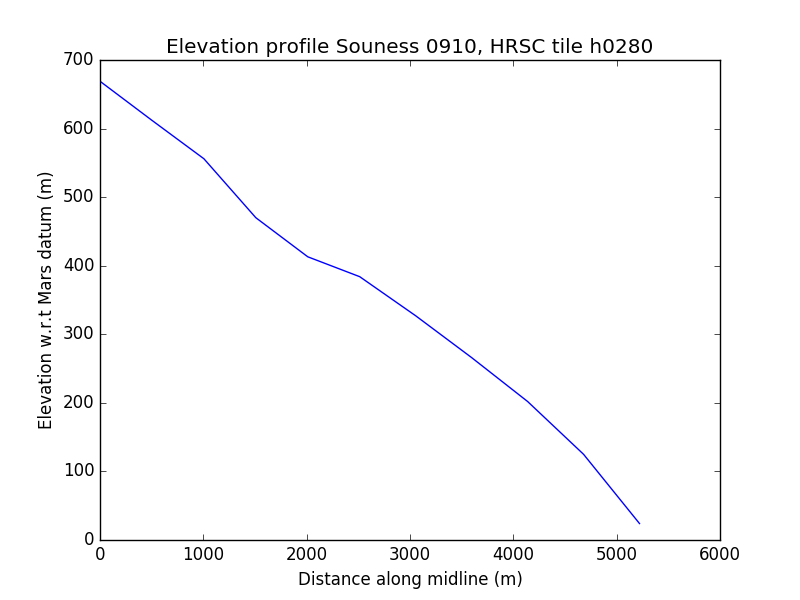 Elevation profile Souness 0910, HRSC tile h0280
700
600
500
400
300
200
100
0
Elevation w.r.t Mars datum (m)
0 1000 2000 3000 4000 5000 6000
Distance along midline (m)